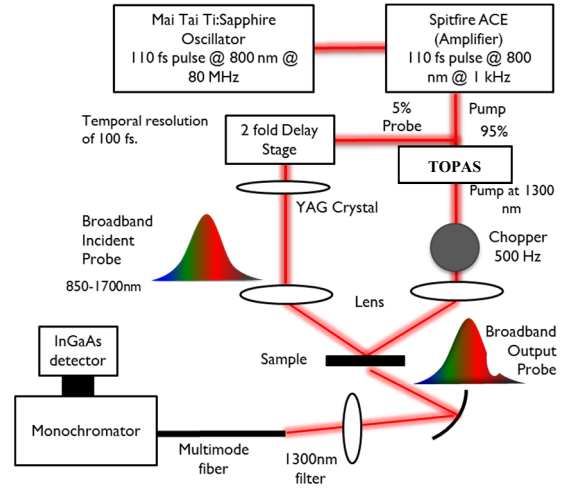 Mai Tai Ti:Sapphire
Oscillator
110 fs pulse @ 800 nm @
80 MHz
Spitfire ACE
(Amplifier)
110 fs pulse @ 800
nm @ 1 kHz
Temporal resolution
of 100 fs.
2 fold Delay
Stage
5%
Probe
Pump
95%
TOPAS
Pump at 1300
nm
YAG Crystal
Broadband
Incident
Probe
850-1700nm
Chopper
500 Hz
Lens
Sample
Broadband
Output
Probe
InGaAs
detector
Monochromator
Multimode
fiber
1300nm
filter